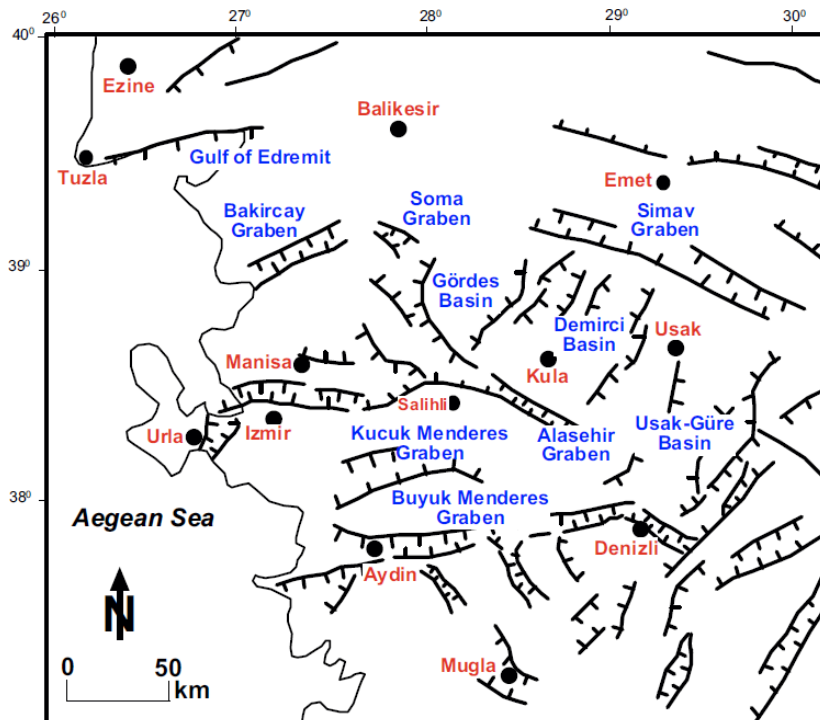 26⁰ 27⁰ 28⁰ 29⁰ 30⁰
40⁰
Ezine
Balikesir
Tuzla
Gulf of Edremit
Emet
Bakircay
Graben
Soma
Graben
Simav
Graben
39⁰
Gördes
Basin
Demirci
Basin
Usak
Manisa
Kula
Salihli
Urla
Izmir
Kucuk Menderes
Graben
Alasehir
Graben
Usak-Güre
Basin
38⁰
Buyuk Menderes
Graben
Aegean Sea
Denizli
Aydin
N
Mugla
0 50
km